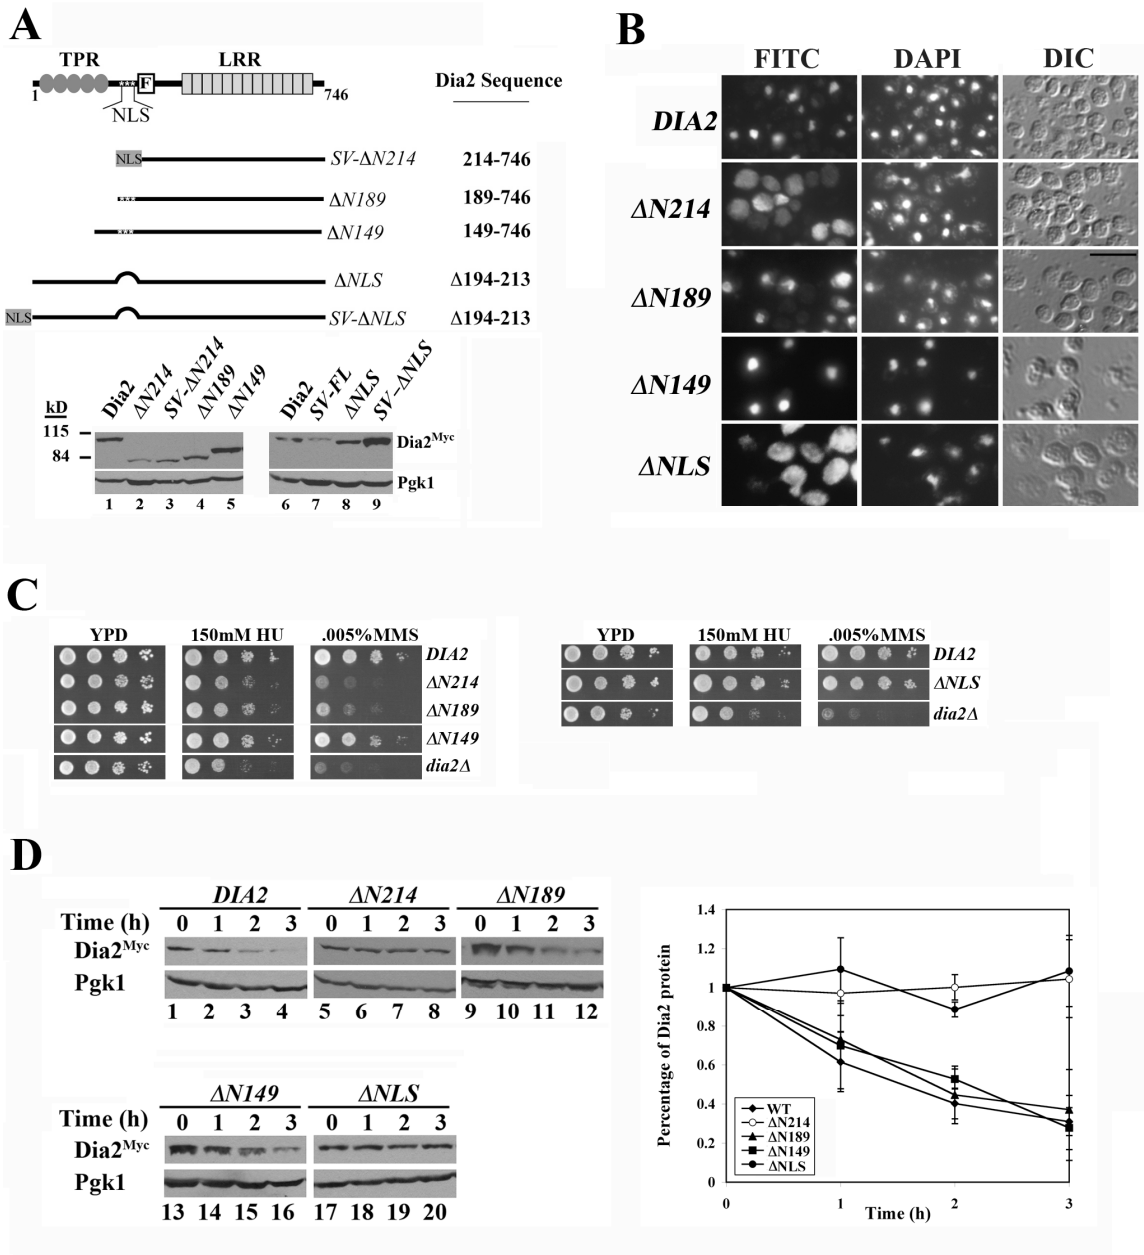 A
TPR
LRR
***
F
1
746
NLS
Dia2 Sequence
NLS
SV-ΔN214
214-746
***
ΔN189
189-746
***
ΔN149
149-746
ΔNLS
Δ194-213
NLS
SV-ΔNLS
Δ194-213
kD
Dia2
ΔN214
SV-ΔN214
ΔN189
ΔN149
Dia2
SV-FL
ΔNLS
SV-ΔNLS
115
84
Dia2Myc
Pgk1
1 2 3 4 5 6 7 8 9
B
FITC DAPI DIC
DIA2
ΔN214
ΔN189
ΔN149
ΔNLS
C
YPD 150mM HU .005%MMS
DIA2
ΔN214
ΔN189
ΔN149
dia2Δ
YPD 150mM HU .005%MMS
DIA2
ΔNLS
dia2Δ
D
DIA2 ΔN214 ΔN189
Time (h) 0 1 2 3 0 1 2 3 0 1 2 3
Dia2Myc
Pgk1
1 2 3 4 5 6 7 8 9 10 11 12
ΔN149 ΔNLS
Time (h) 0 1 2 3 0 1 2 3
Dia2Myc
Pgk1
13 14 15 16 17 18 19 20
Percentage of Dia2 protein
1.4
1.2
1
0.8
0.6
0.4
0.2
0
WT
ΔN214
ΔN189
ΔN149
ΔNLS
0 1 2 3
Time (h)